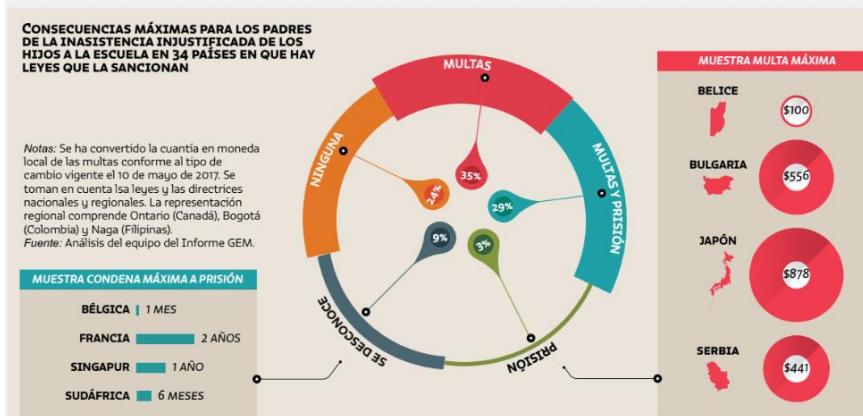 CONSECUENCIAS MÁXIMAS PARA LOS PADRES
DE LA INASISTENCIA INJUSTIFICADA DE LOS
HIJOS A LA ESCUELA EN 34 PAÍSES EN QUE HAY
LEYES QUE LA SANCIONAN
Notas: Se ha convertido la cuantía en moneda
local de las multas conforme al tipo de
cambio vigente el 10 de mayo de 2017. Se
toman en cuenta lsa leyes y las directrices
nacionales y regionales. La representación
regional comprende Ontario (Canadá), Bogotá
(Colombia) y Naga (Filipinas).
Fuente: Análisis del equipo del Informe GEM.
MUESTRA CONDENA MÁXIMA A PRISIÓN
BÉLGICA 1 MES
FRANCIA 2 AÑOS
SINGAPUR 1 AÑO
SUDÁFRICA 6 MESES
MULTAS
35%
MULTAS Y PRISIÓN
29%
PRISIÓN
3%
SE DESCONOCE
9%
NINGUNA
24%
MUESTRA MULTA MÁXIMA
BELICE
$100
BULGARIA
$556
JAPÓN
$878
SERBIA
$441